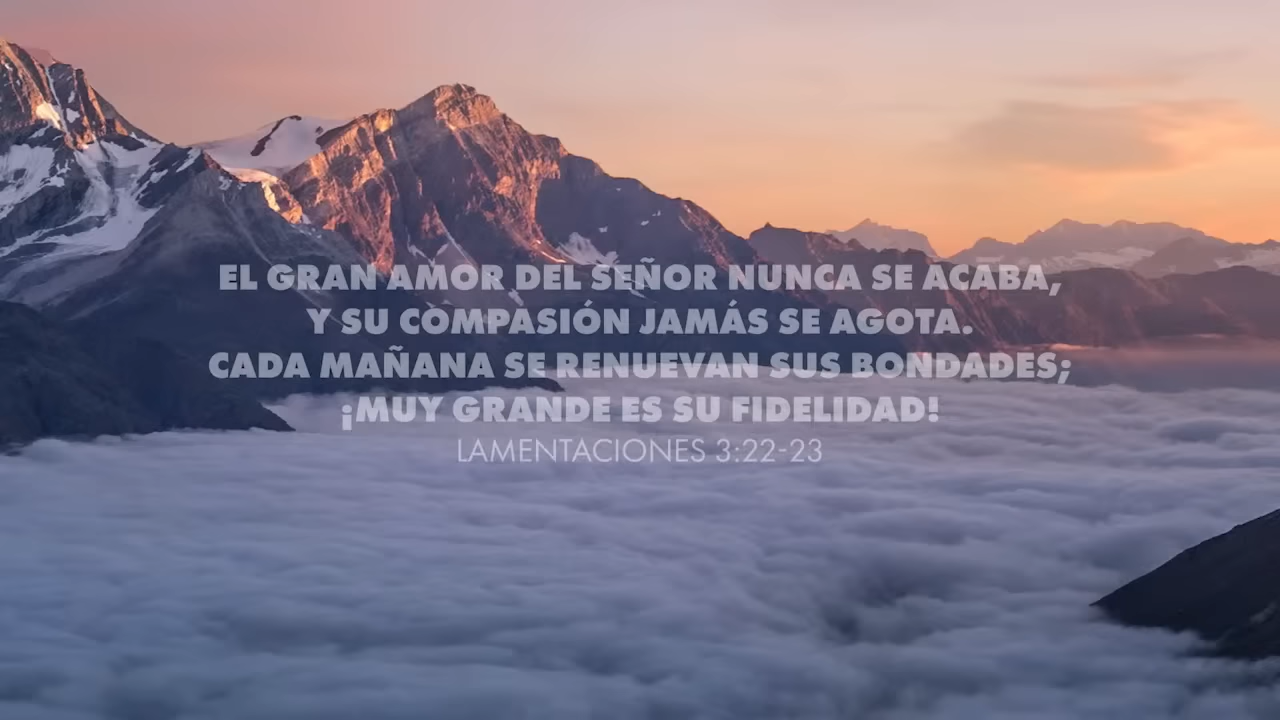 EL GRAN AMOR DEL SEÑOR NUNCA SE ACABA,
Y SU COMPASIÓN JAMÁS SE AGOTA.
CADA MAÑANA SE RENUEVAN SUS BONDADES;
¡MUY GRANDE ES SU FIDELIDAD!
LAMENTACIONES 3:22-23